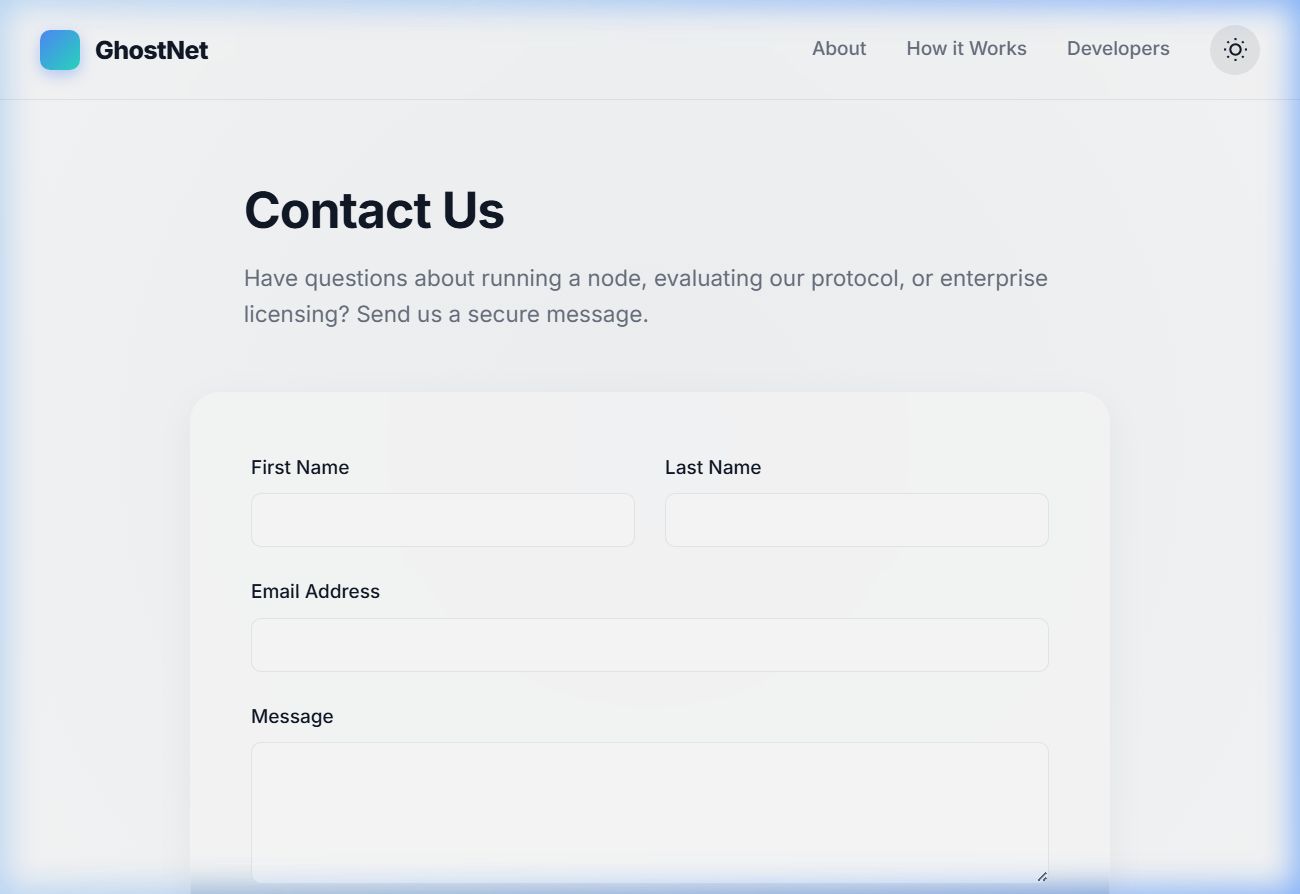 GhostNet
About
How it Works
Developers
Contact Us
Have questions about running a node, evaluating our protocol, or enterprise
licensing? Send us a secure message.
First Name
Last Name
Email Address
Message